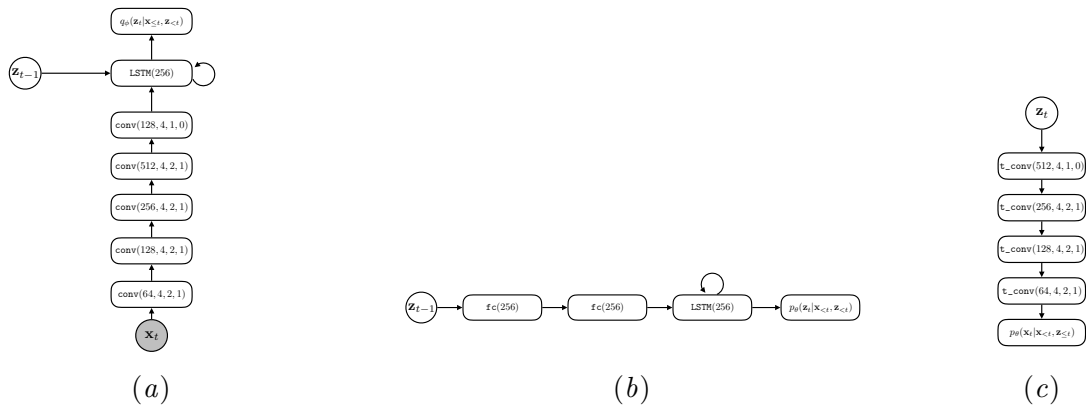 q_ϕ(z_t|x_{≤t}, z_{<t})
z_{t−1}
LSTM(256)
conv(128, 4, 1, 0)
conv(512, 4, 2, 1)
conv(256, 4, 2, 1)
conv(128, 4, 2, 1)
conv(64, 4, 2, 1)
x_t
(a)
z_{t−1}
fc(256)
fc(256)
LSTM(256)
p_θ(z_t|x_{<t}, z_{<t})
(b)
z_t
t_conv(512, 4, 1, 0)
t_conv(256, 4, 2, 1)
t_conv(128, 4, 2, 1)
t_conv(64, 4, 2, 1)
p_θ(x_t|x_{<t}, z_{≤t})
(c)